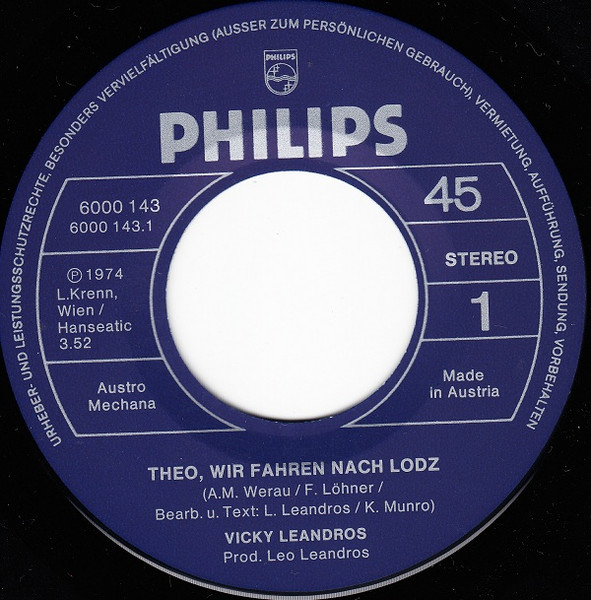 URHEBER- UND LEISTUNGSSCHUTZRECHTE, BESONDERS VERVIELFÄLTIGUNG (AUSSER ZUM PERSÖNLICHEN GEBRAUCH), VERMIETUNG, AUFFÜHRUNG, SENDUNG, VORBEHALTEN
PHILIPS
PHILIPS
6000 143
6000 143.1
Ⓟ 1974
L.Krenn,
Wien /
Hanseatic
3.52
Austro
Mechana
45
STEREO
1
Made
in Austria
THEO, WIR FAHREN NACH LODZ
(A.M. Werau / F. Löhner /
Bearb. u. Text: L. Leandros / K. Munro)
VICKY LEANDROS
Prod. Leo Leandros